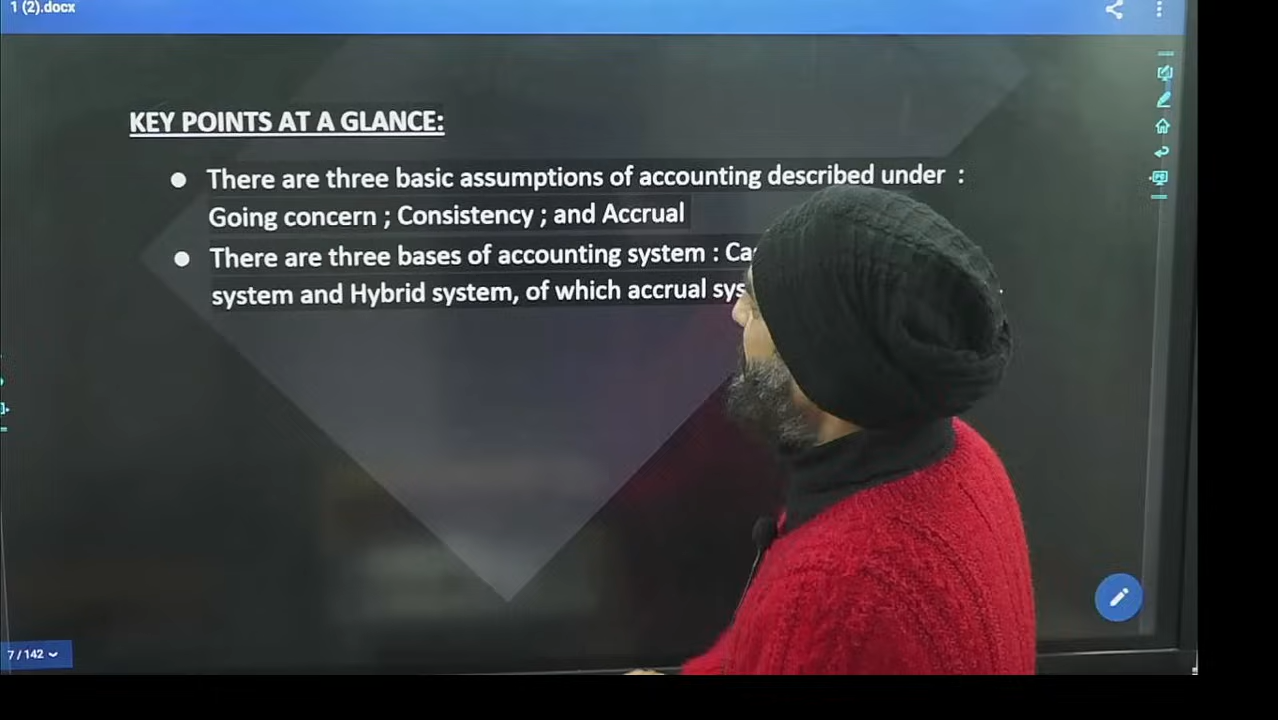 1 (2).docx
KEY POINTS AT A GLANCE:
There are three basic assumptions of accounting described under :
Going concern ; Consistency ; and Accrual
There are three bases of accounting system :
system and Hybrid system, of which accrual
7 / 142